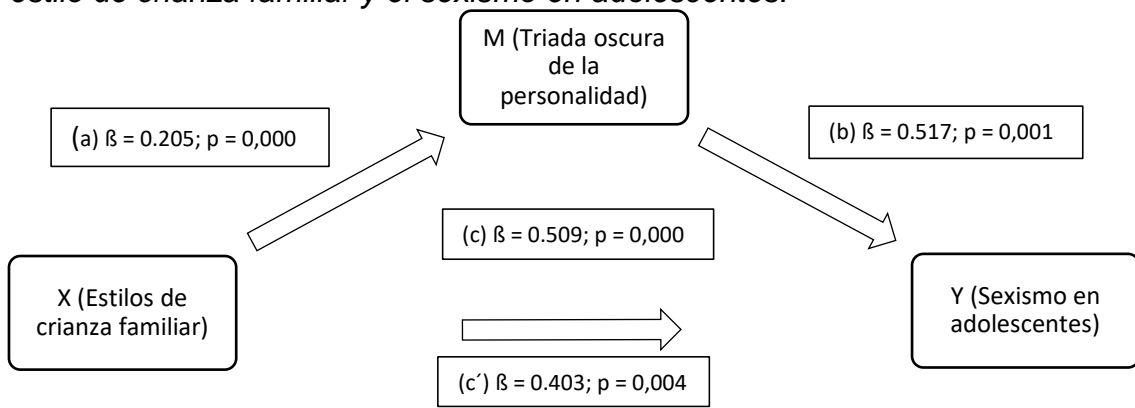 estilo de crianza familiar y el sexismo en adolescentes.
M (Triada oscura
de la
personalidad)
(a) ß = 0.205; p = 0,000
(b) ß = 0.517; p = 0,001
(c) ß = 0.509; p = 0,000
X (Estilos de
crianza familiar)
Y (Sexismo en
adolescentes)
(c´) ß = 0.403; p = 0,004